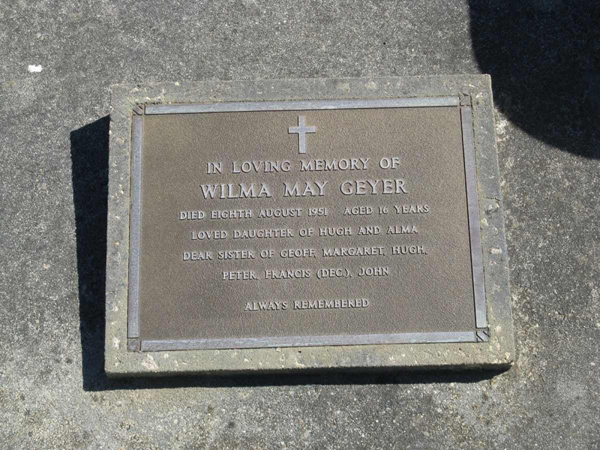 IN LOVING MEMORY OF
WILMA MAY GEYER
DIED EIGHTH AUGUST 1951 AGED 16 YEARS
LOVED DAUGHTER OF HUGH AND ALMA
DEAR SISTER OF GEOFF, MARGARET, HUGH,
PETER, FRANCIS (DEC.), JOHN
ALWAYS REMEMBERED